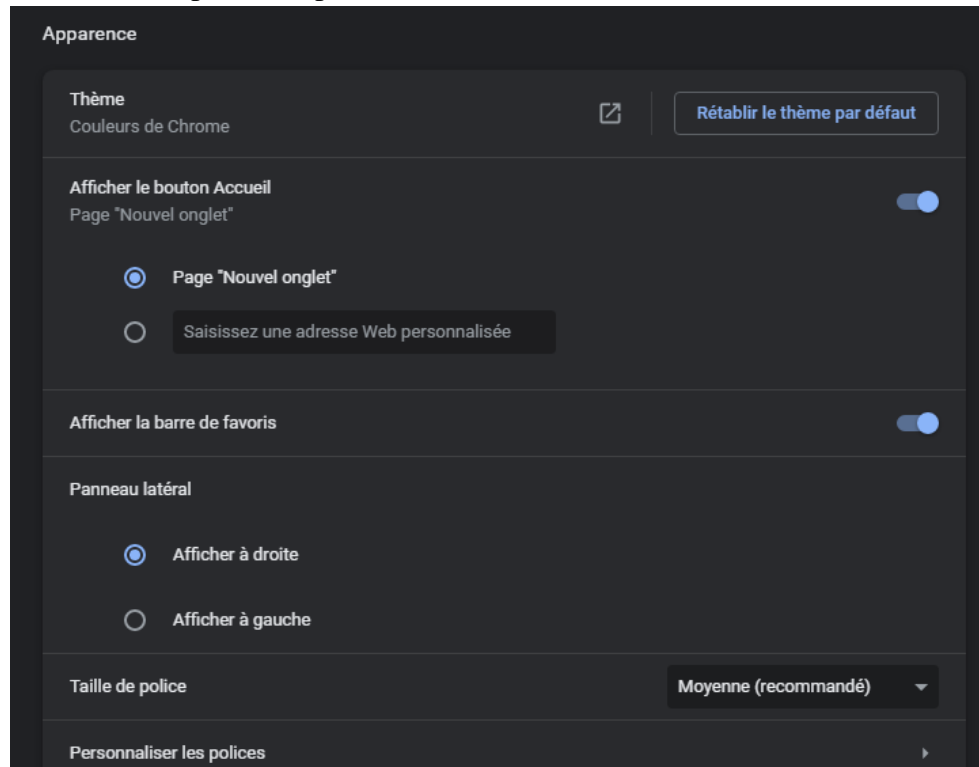 Apparence
Thème
Couleurs de Chrome
Rétablir le thème par défaut
Afficher le bouton Accueil
Page "Nouvel onglet"
Page "Nouvel onglet"
Saisissez une adresse Web personnalisée
Afficher la barre de favoris
Panneau latéral
Afficher à droite
Afficher à gauche
Taille de police
Moyenne (recommandé)
Personnaliser les polices